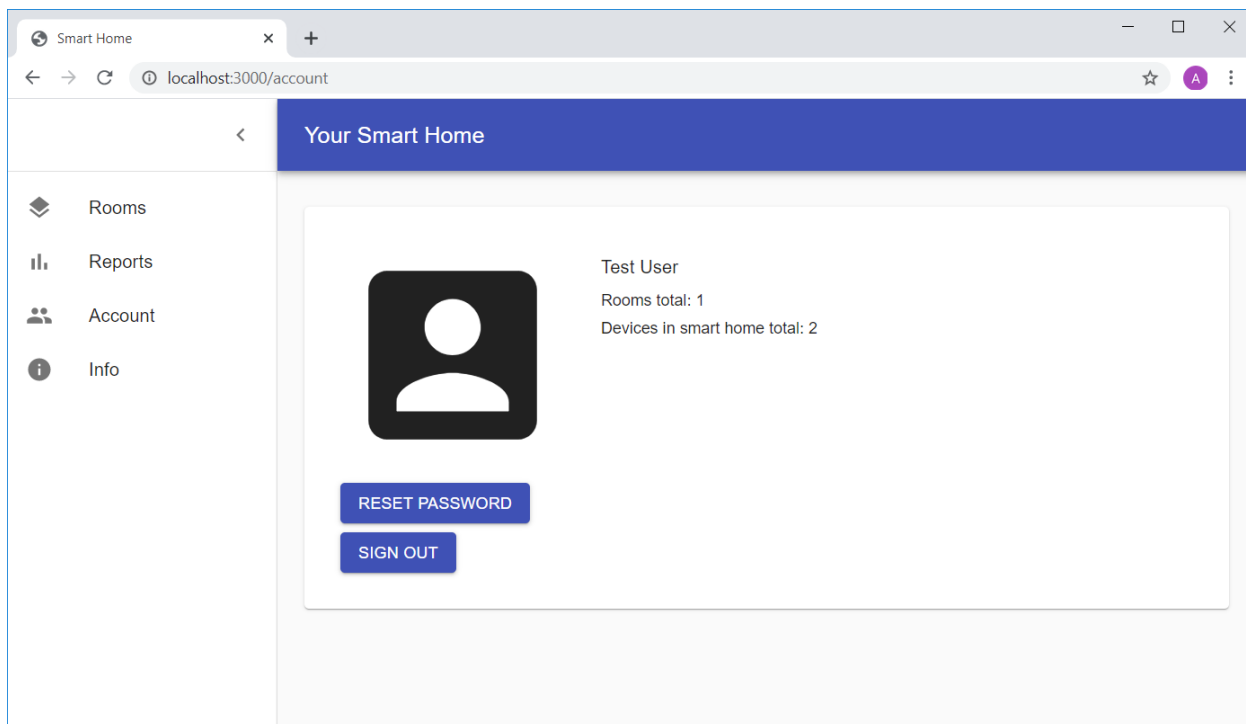 Smart Home
localhost:3000/account
A
Your Smart Home
Rooms
Reports
Account
Info
Test User
Rooms total: 1
Devices in smart home total: 2
RESET PASSWORD
SIGN OUT